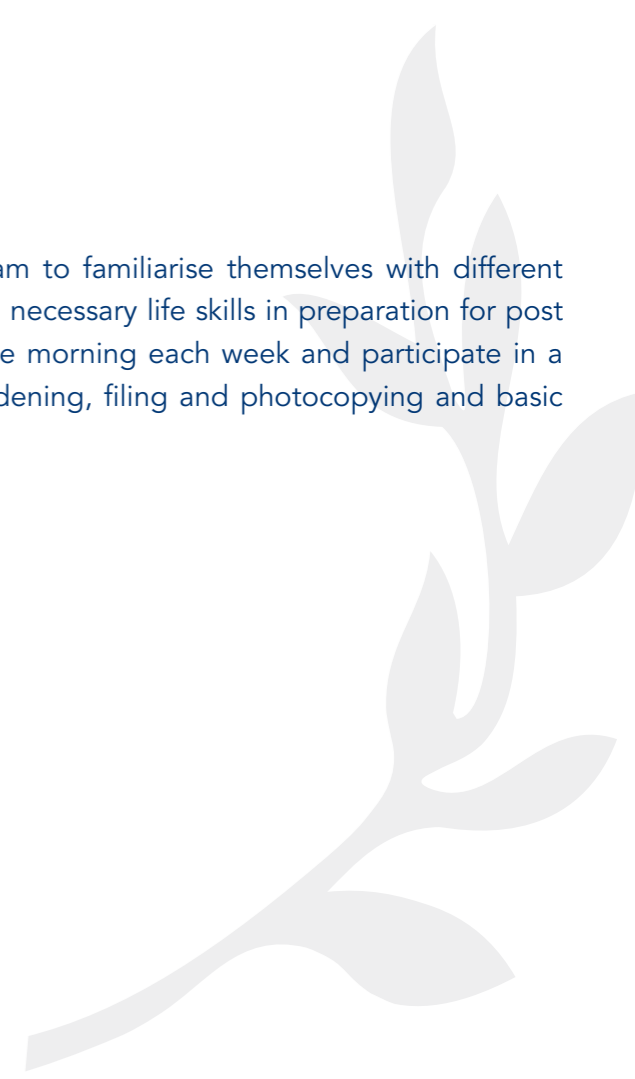 am to familiarise themselves with different
necessary life skills in preparation for post
e morning each week and participate in a
dening, filing and photocopying and basic